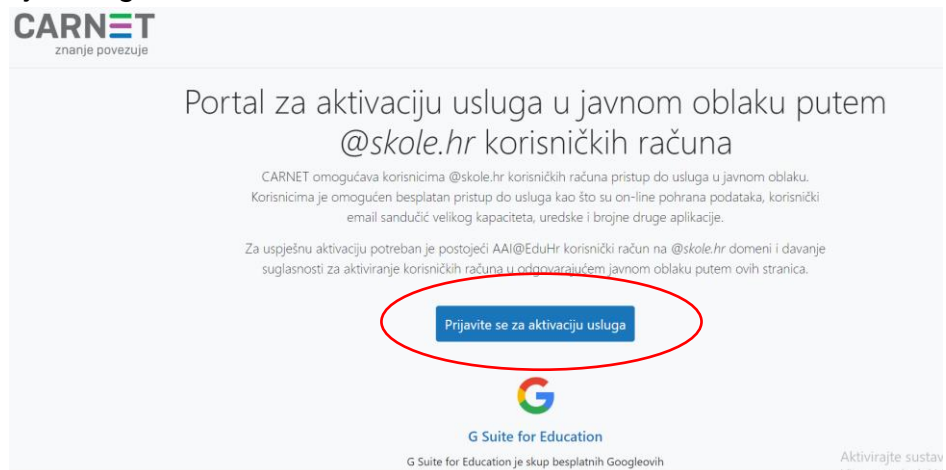 CARNET
znanje povezuje
Portal za aktivaciju usluga u javnom oblaku putem
@skole.hr korisničkih računa
CARNET omogućava korisnicima @skole.hr korisničkih računa pristup do usluga u javnom oblaku.
Korisnicima je omogućen besplatan pristup do usluga kao što su on-line pohrana podataka, korisnički
email sandučić velikog kapaciteta, uredske i brojne druge aplikacije.
Za uspješnu aktivaciju potreban je postojeći AAI@EduHr korisnički račun na @skole.hr domeni i davanje
suglasnosti za aktiviranje korisničkih računa u odgovarajućem javnom oblaku putem ovih stranica.
Prijavite se za aktivaciju usluga
G
G Suite for Education
G Suite for Education je skup besplatnih Googleovih
Aktivirajte sustav